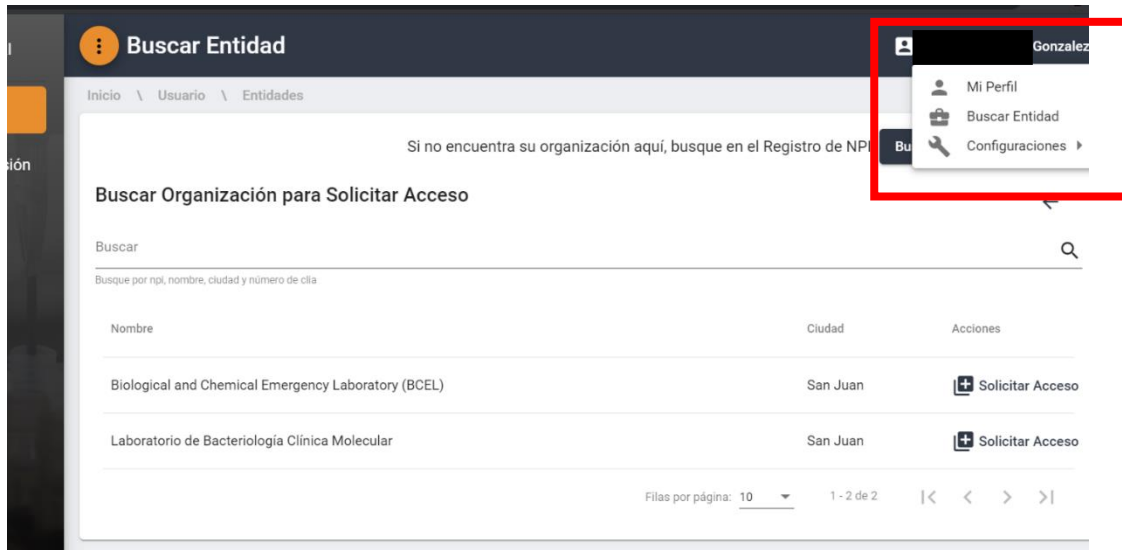 Buscar Entidad
Gonzalez
Mi Perfil
Buscar Entidad
Configuraciones
Inicio \ Usuario \ Entidades
sión
Si no encuentra su organización aquí, busque en el Registro de NPI
Buscar Organización para Solicitar Acceso
Buscar
Busque por npi, nombre, ciudad y número de clia
Nombre Ciudad Acciones
Biological and Chemical Emergency Laboratory (BCEL) San Juan Solicitar Acceso
Laboratorio de Bacteriología Clínica Molecular San Juan Solicitar Acceso
Filas por página: 10 1 - 2 de 2